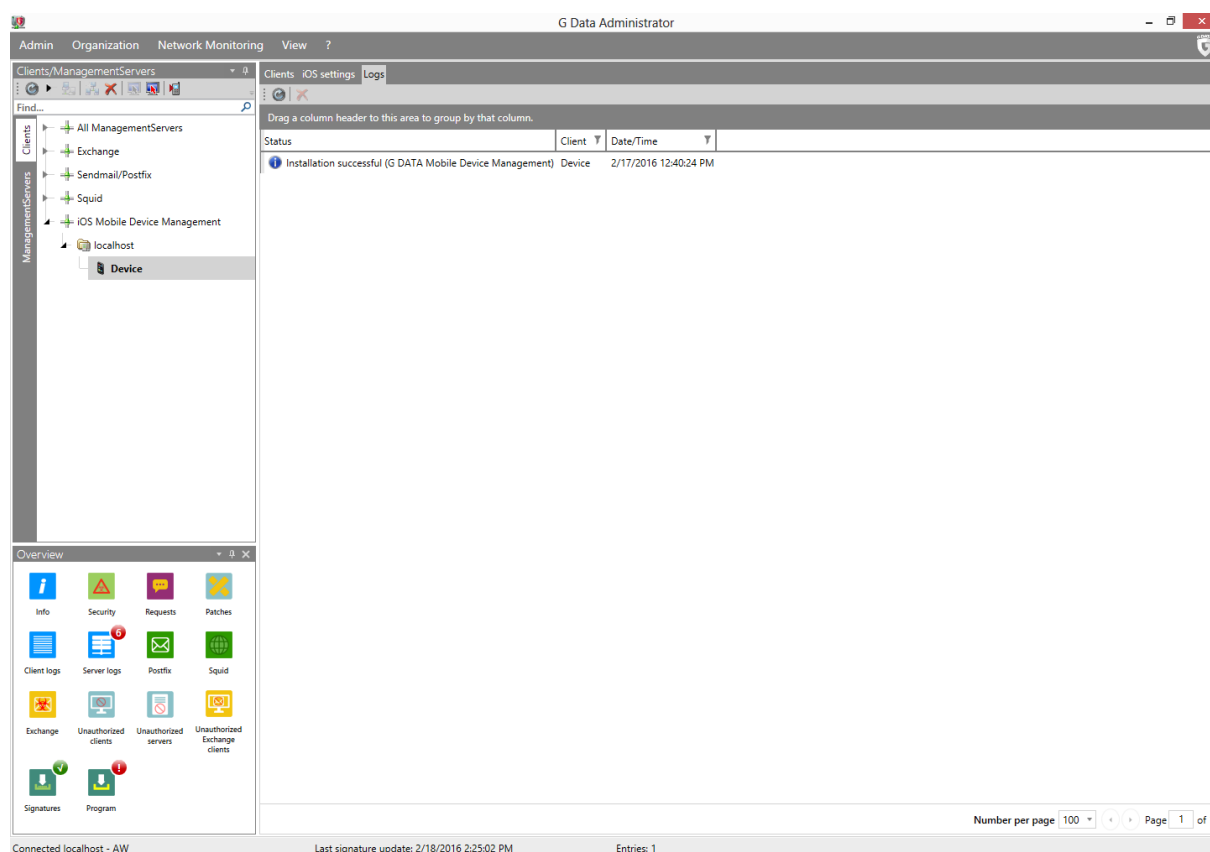 G Data Administrator
Admin Organization Network Monitoring View ?
Clients/ManagementServers
Find...
Clients
ManagementServers
All ManagementServers
Exchange
Sendmail/Postfix
Squid
iOS Mobile Device Management
localhost
Device
Clients iOS settings Logs
Drag a column header to this area to group by that column.
Status Client Date/Time
Installation successful (G DATA Mobile Device Management) Device 2/17/2016 12:40:24 PM
Overview
Info Security Requests Patches
6
Client logs Server logs Postfix Squid
Exchange Unauthorized clients Unauthorized servers Unauthorized Exchange clients
Signatures Program
Number per page 100 Page 1 of
Connected localhost - AW Last signature update: 2/18/2016 2:25:02 PM Entries: 1